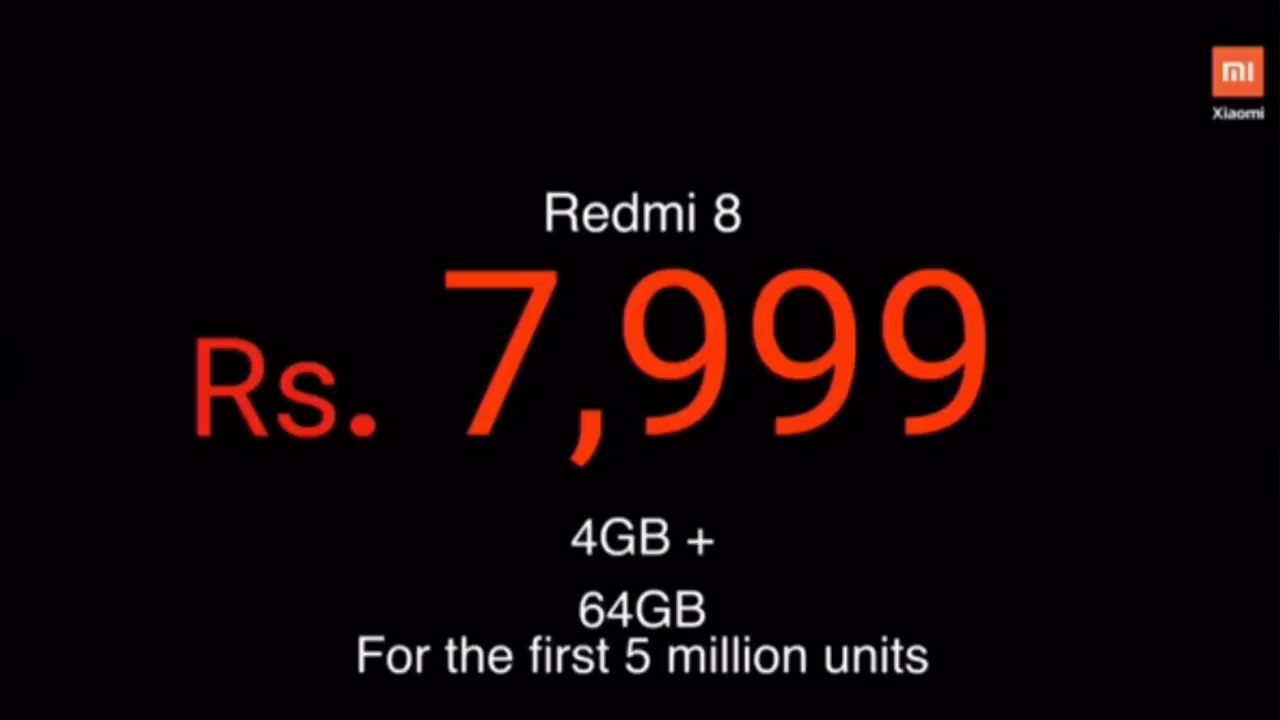 mi
Xiaomi
Redmi 8
Rs. 7,999
4GB +
64GB
For the first 5 million units